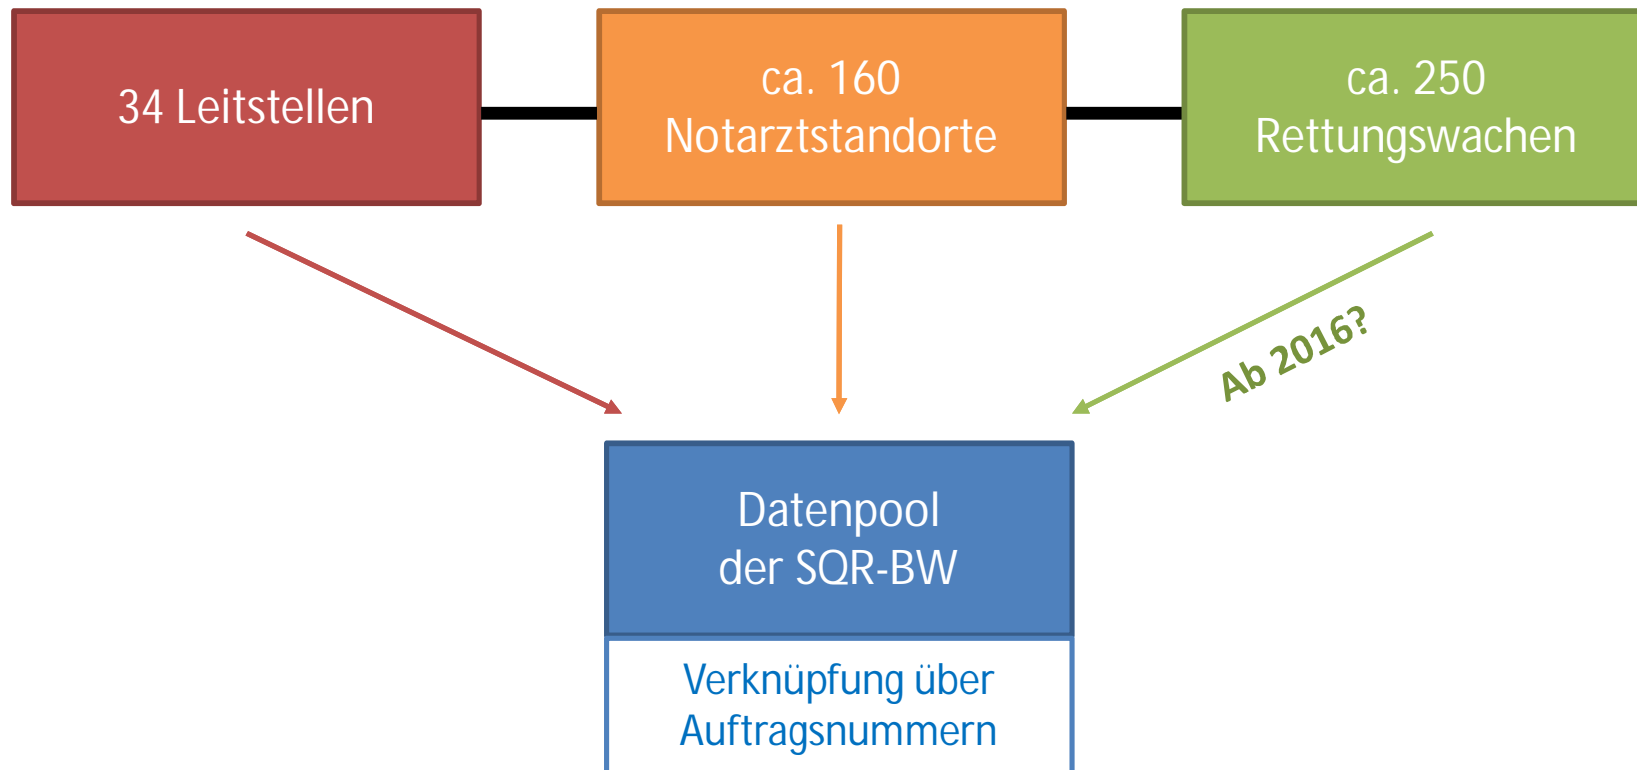 34 Leitstellen
ca. 160
Notarztstandorte
ca. 250
Rettungswachen
Ab 2016?
Datenpool
der SQR-BW
Verknüpfung über
Auftragsnummern